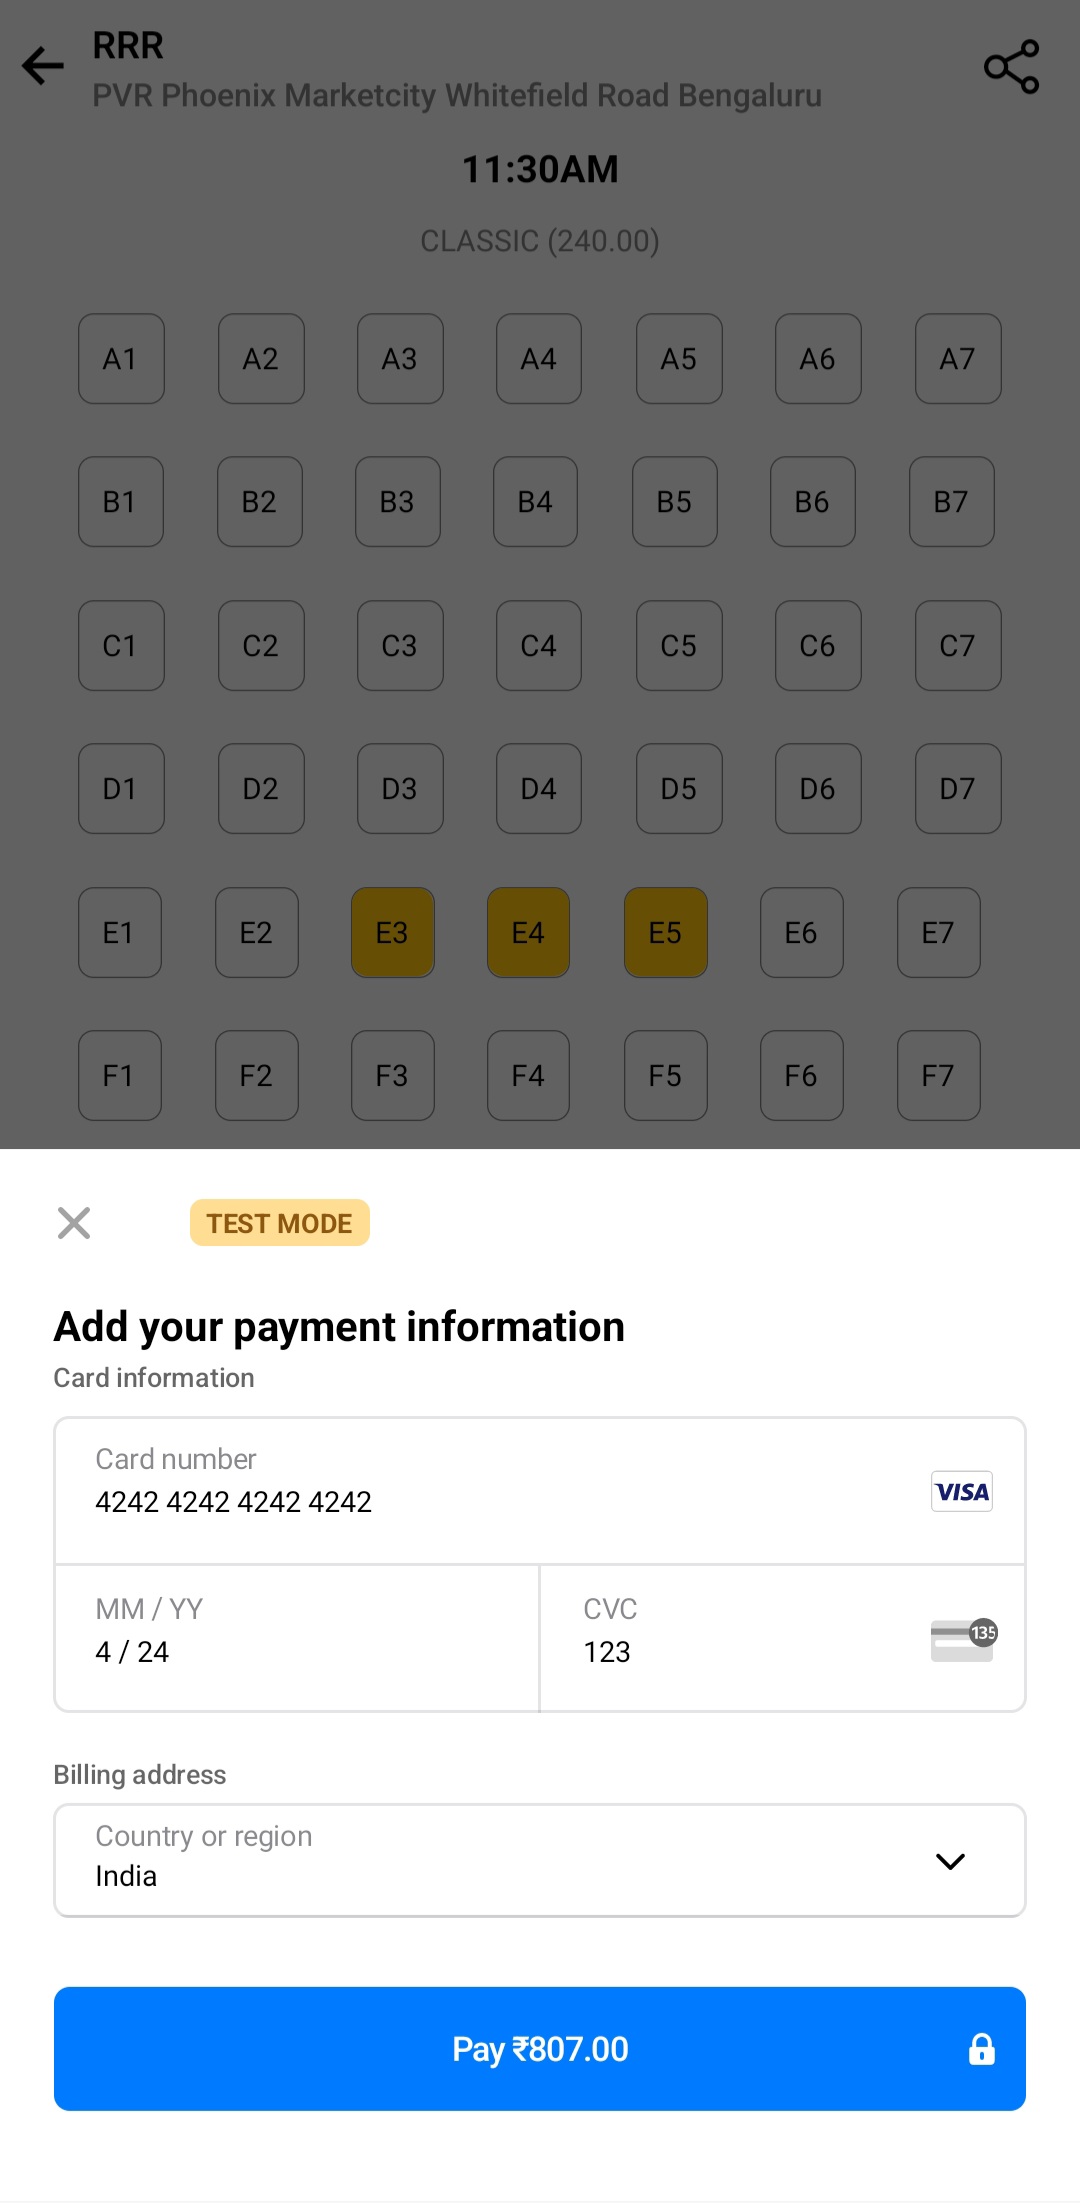 RRR
PVR Phoenix Marketcity Whitefield Road Bengaluru
11:30AM
CLASSIC (240.00)
A1 A2 A3 A4 A5 A6 A7
B1 B2 B3 B4 B5 B6 B7
C1 C2 C3 C4 C5 C6 C7
D1 D2 D3 D4 D5 D6 D7
E1 E2 E3 E4 E5 E6 E7
F1 F2 F3 F4 F5 F6 F7
TEST MODE
Add your payment information
Card information
Card number
4242 4242 4242 4242
VISA
MM / YY
4 / 24
CVC
123
135
Billing address
Country or region
India
Pay ₹807.00